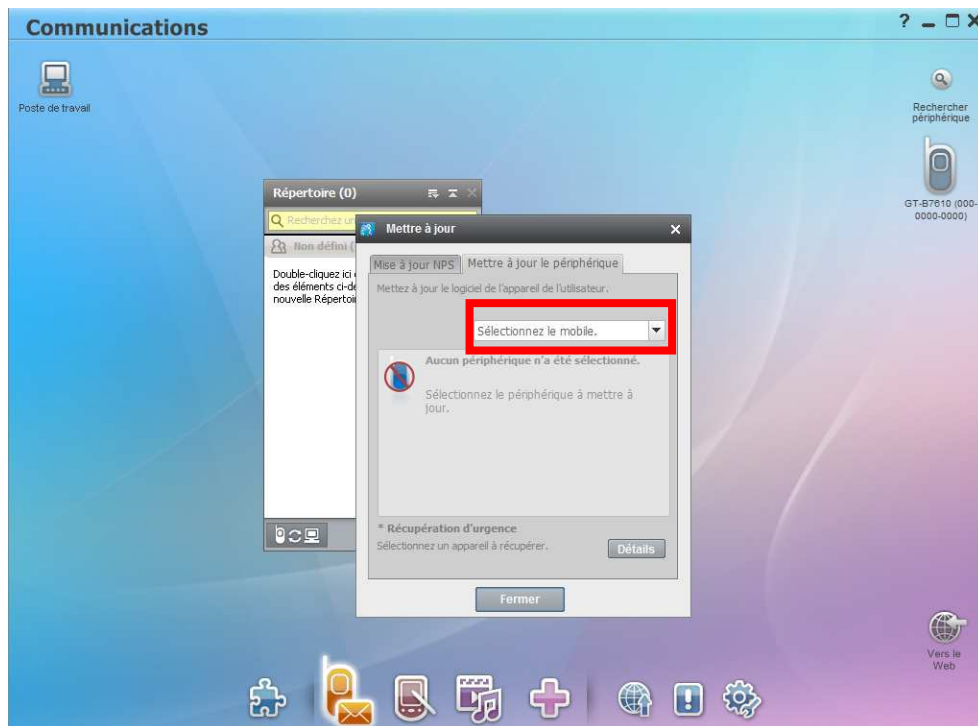 Communications
?
Poste de travail
Rechercher
périphérique
GT-B7610 (000-
0000-0000)
Répertoire (0)
Recherchez un
Non défini (
Double-cliquez ici
des éléments ci-de
nouvelle Répertoi
Mettre à jour
Mise à jour NPS
Mettre à jour le périphérique
Mettez à jour le logiciel de l'appareil de l'utilisateur.
Sélectionnez le mobile.
Aucun périphérique n'a été sélectionné.
Sélectionnez le périphérique à mettre à
jour.
* Récupération d'urgence
Sélectionnez un appareil à récupérer.
Détails
Fermer
Vers le
Web